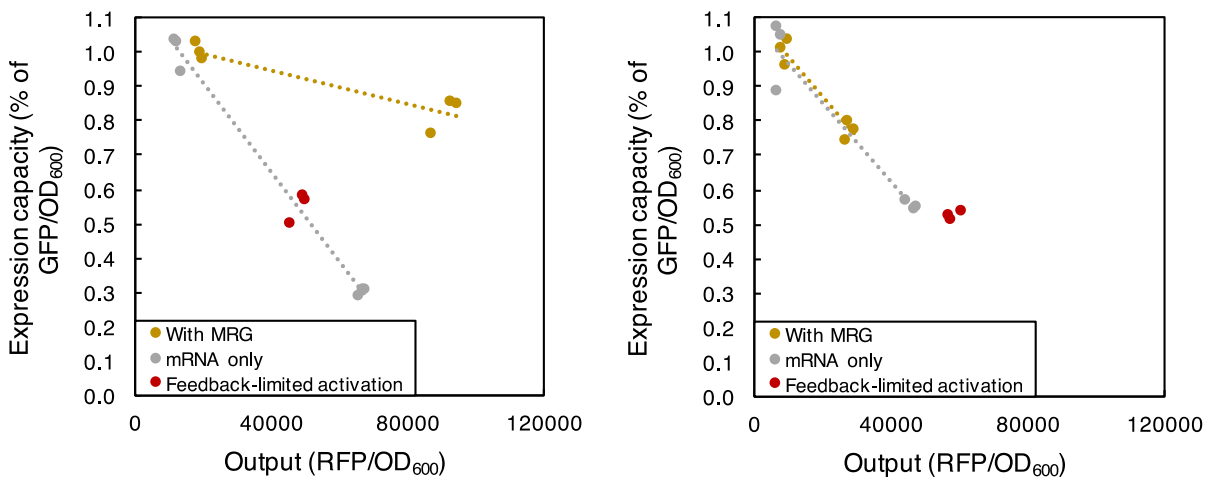 Expression capacity (% of
GFP/OD600)
1.1
1.0
0.9
0.8
0.7
0.6
0.5
0.4
0.3
0.2
0.1
0.0
With MRG
mRNA only
Feedback-limited activation
0
40000
80000
120000
Output (RFP/OD600)
Expression capacity (% of
GFP/OD600)
1.1
1.0
0.9
0.8
0.7
0.6
0.5
0.4
0.3
0.2
0.1
0.0
With MRG
mRNA only
Feedback-limited activation
0
40000
80000
120000
Output (RFP/OD600)